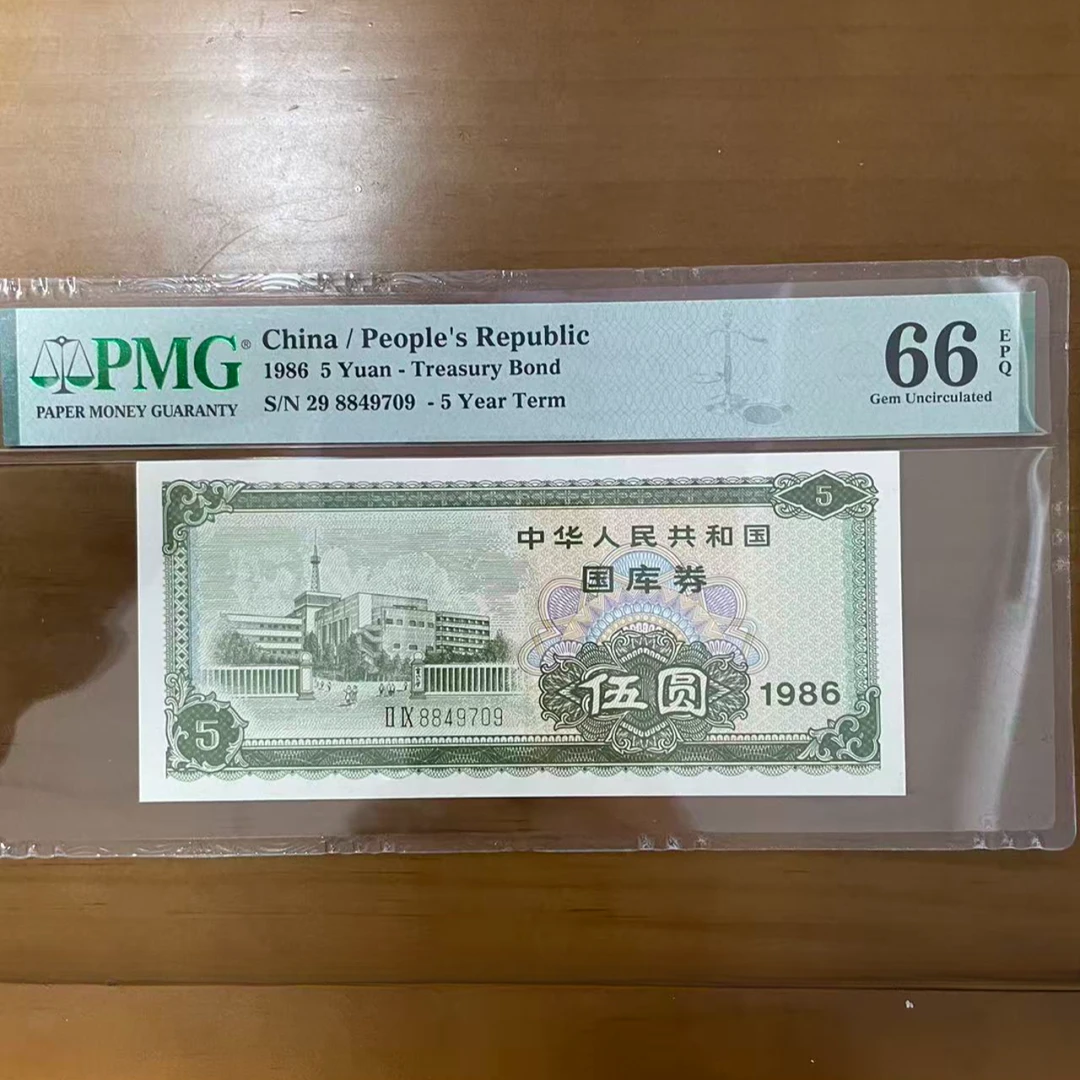 PMG®
PAPER MONEY GUARANTY
China / People's Republic
1986 5 Yuan - Treasury Bond
S/N 29 8849709 - 5 Year Term
66
EPQ
Gem Uncirculated
5
中华人民共和国
国库券
伍圆
1986
ⅡⅨ8849709
5